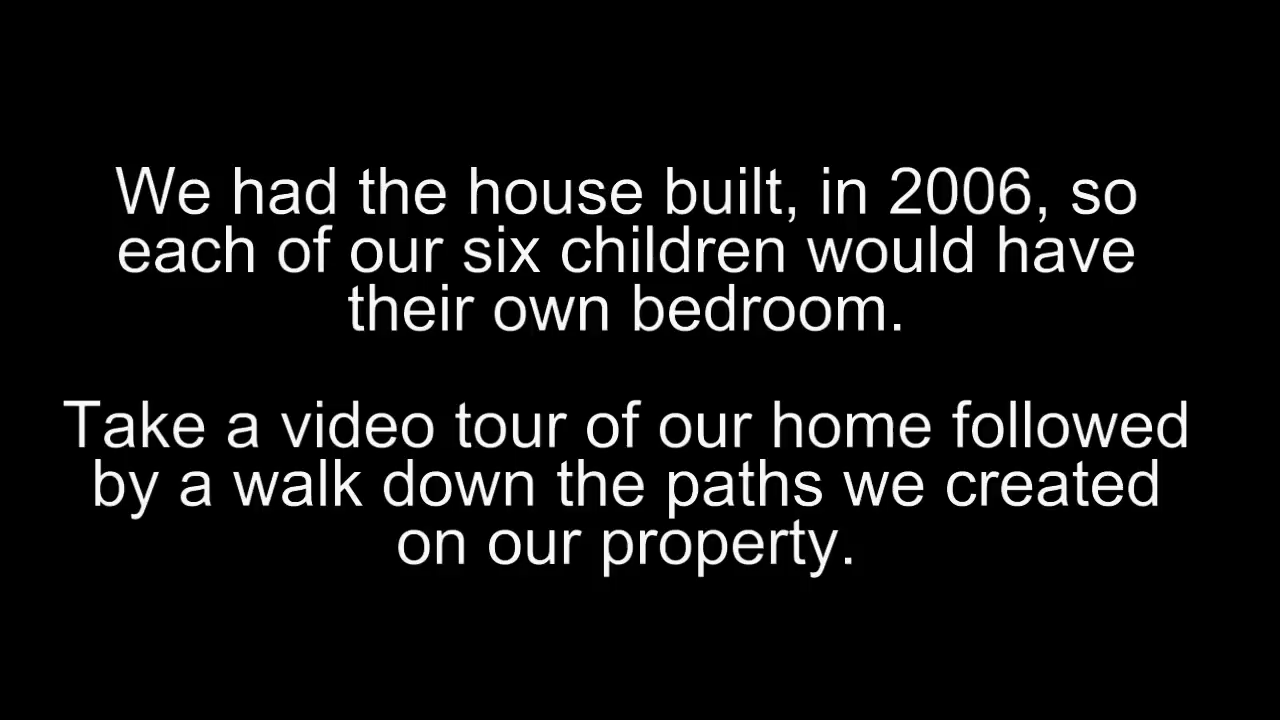 We had the house built, in 2006, so
each of our six children would have
their own bedroom.
Take a video tour of our home followed
by a walk down the paths we created
on our property.